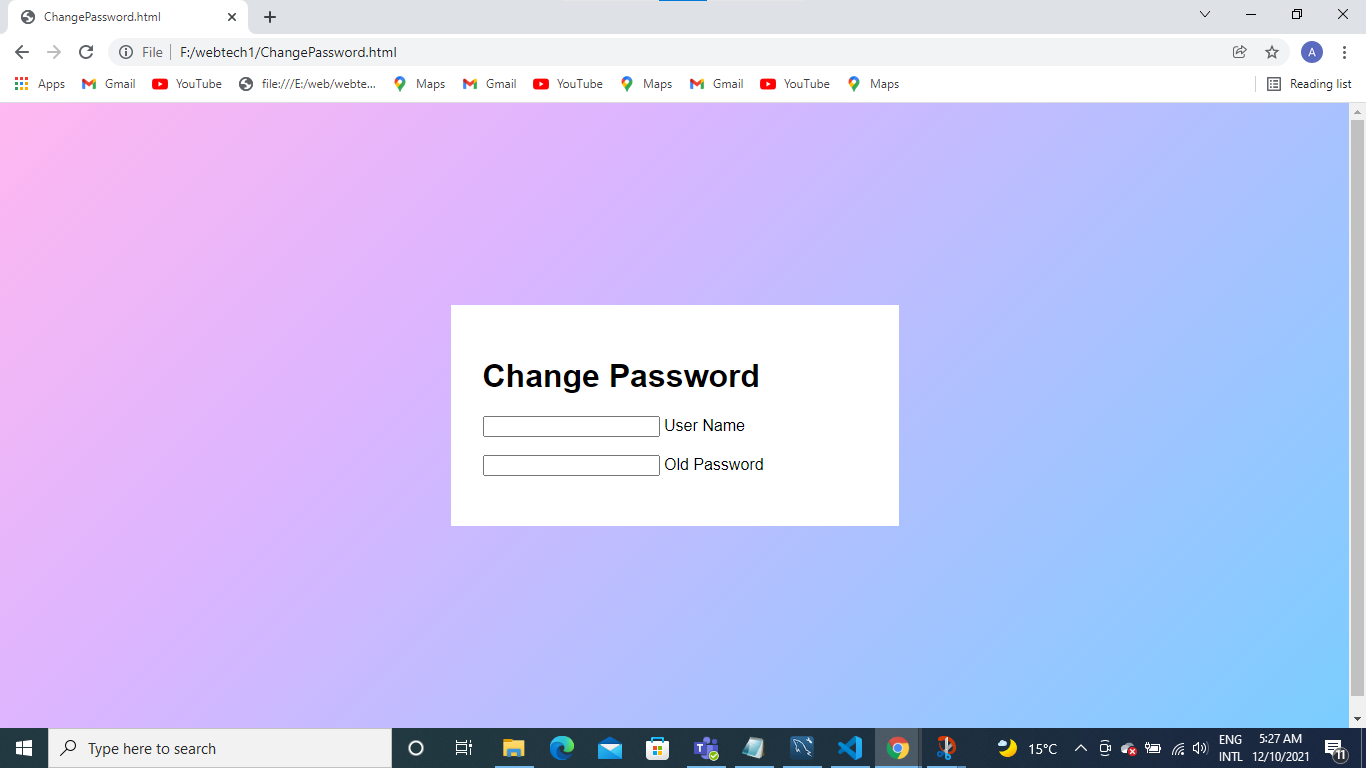 ChangePassword.html
File F:/webtech1/ChangePassword.html
A
Apps Gmail YouTube file:///E:/web/webte... Maps Gmail YouTube Maps Gmail YouTube Maps Reading list
Change Password
User Name
Old Password
Type here to search
15°C
ENG
INTL
5:27 AM
12/10/2021
11